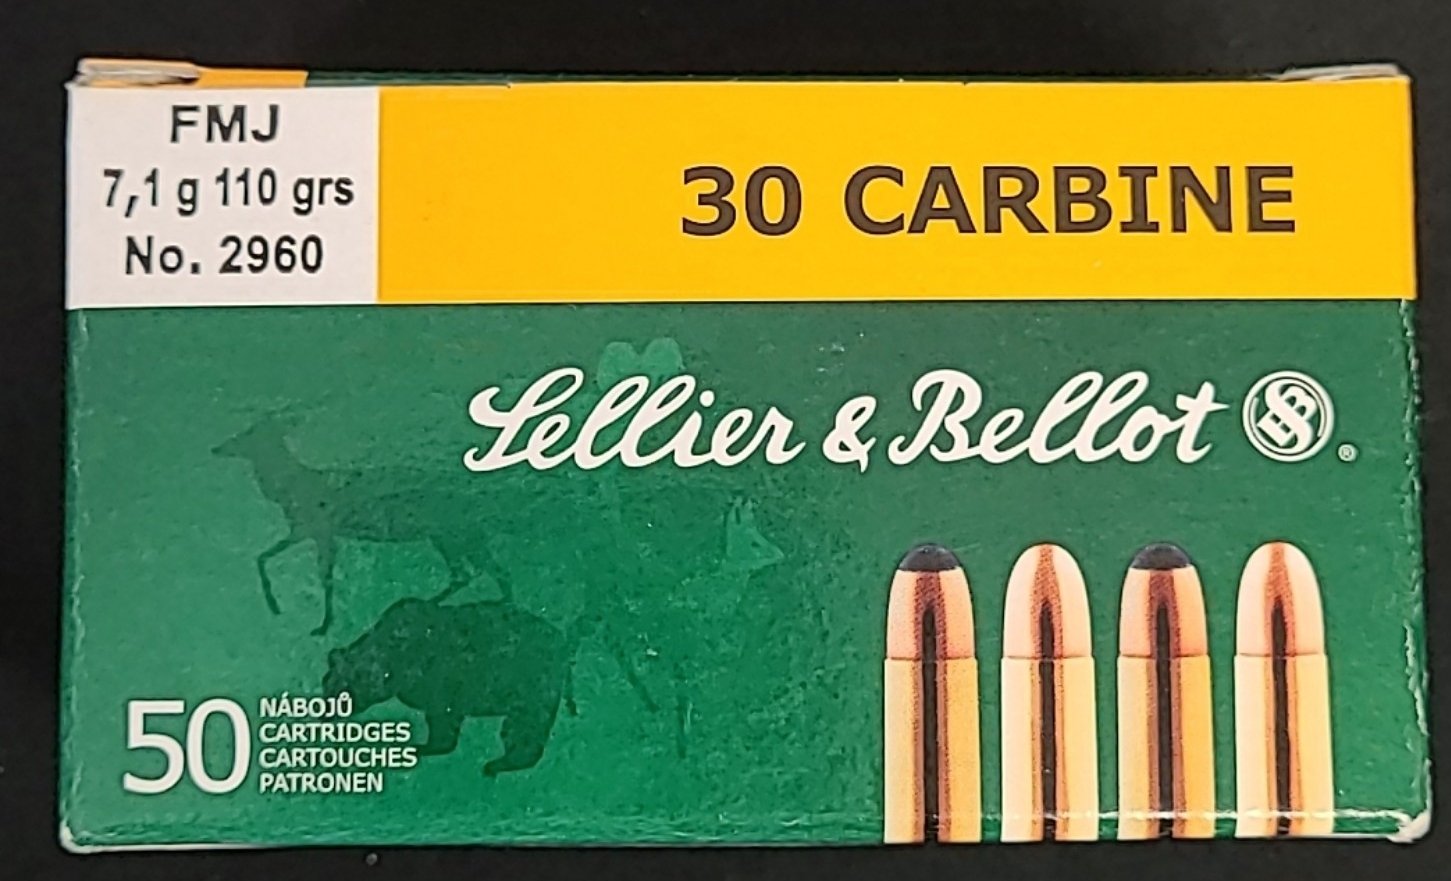 FMJ
7,1 g 110 grs
No. 2960
30 CARBINE
Sellier & Bellot ®
50
NÁBOJŮ
CARTRIDGES
CARTOUCHES
PATRONEN